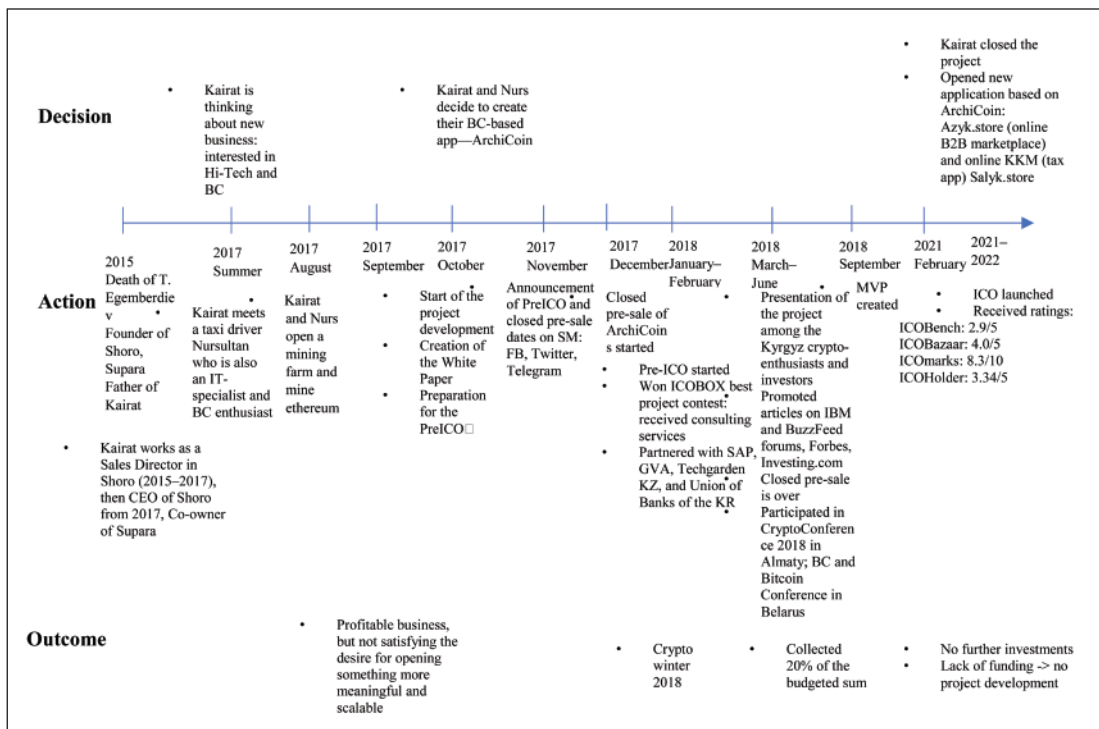 Decision
• Kairat is
thinking
about new
business:
interested in
Hi-Tech and
BC
• Kairat and Nurs
decide to create
their BC-based
app—ArchiCoin
• Kairat closed the
project
• Opened new
application based on
ArchiCoin:
Azyk.store (online
B2B marketplace)
and online KKM (tax
app) Salyk.store
Action
2015
Death of T.
Egemberdie
v
Founder of
Shoro,
Supara
Father of
Kairat
• Kairat works as a
Sales Director in
Shoro (2015–2017),
then CEO of Shoro
from 2017, Co-owner
of Supara
2017
Summer
• Kairat meets
a taxi driver
Nursultan
who is also
an IT-
specialist and
BC enthusiast
2017
August
Kairat
and Nurs
open a
mining
farm and
mine
ethereum
2017
September
2017
October
• Start of the
project
development
• Creation of the
White
Paper
• Preparation
for the
PreICO□
2017
November
• Announcement
of PreICO and
closed pre-sale
dates on SM:
FB, Twitter,
Telegram
2017
December
• Closed
pre-sale of
ArchiCoin
s started
2018
January–
February
• Pre-ICO started
• Won ICOBOX best
project contest:
received consulting
services
• Partnered with SAP,
GVA, Techgarden
KZ, and Union of
Banks of the KR
2018
March–
June
• Presentation of
the project
among the
Kyrgyz crypto-
enthusiasts and
investors
• Promoted
articles on IBM
and BuzzFeed
forums, Forbes,
Investing.com
• Closed pre-sale
is over
• Participated in
CryptoConferen
ce 2018 in
Almaty; BC and
Bitcoin
Conference in
Belarus
2018
September
• MVP
created
2021
February
2021–
2022
• ICO launched
• Received ratings:
ICOBench: 2.9/5
ICOBazaar: 4.0/5
ICOmarks: 8.3/10
ICOHolder: 3.34/5
Outcome
• Profitable business,
but not satisfying the
desire for opening
something more
meaningful and
scalable
• Crypto
winter
2018
• Collected
20% of the
budgeted sum
• No further investments
• Lack of funding -> no
project development